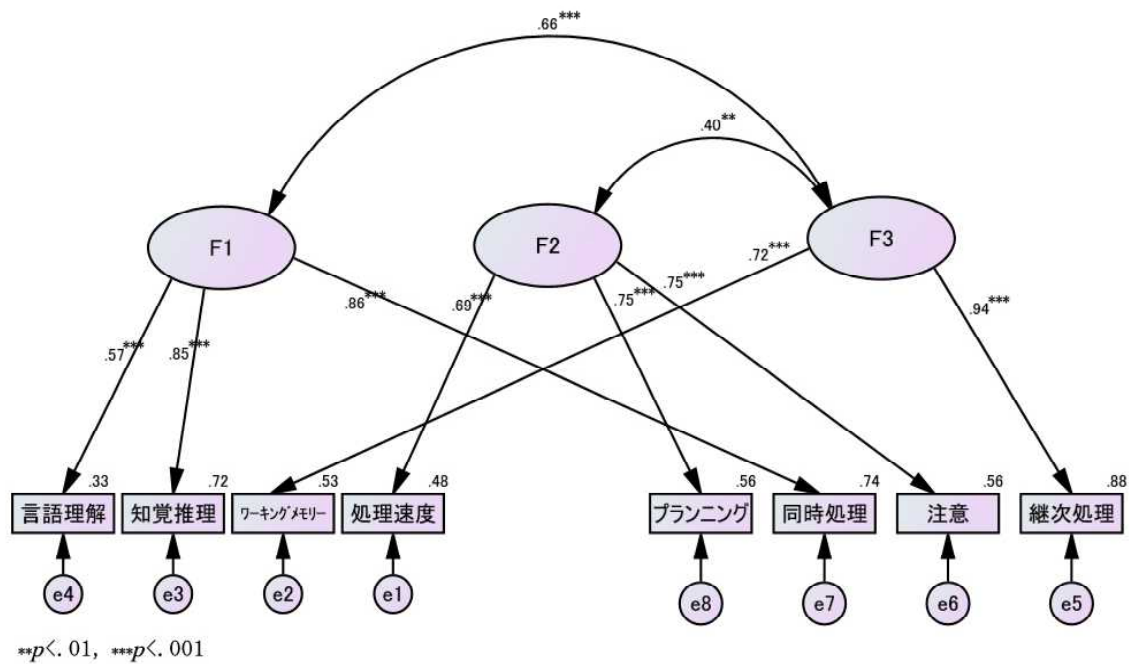 .66***
.40**
F1
F2
F3
.72***
.86***
.69***
.75***
.75***
.94***
.57***
.85***
.33
.72
.53
.48
.56
.74
.56
.88
言語理解
知覚推理
ワーキングメモリー
処理速度
プランニング
同時処理
注意
継次処理
e4
e3
e2
e1
e8
e7
e6
e5
**p<.01, ***p<.001